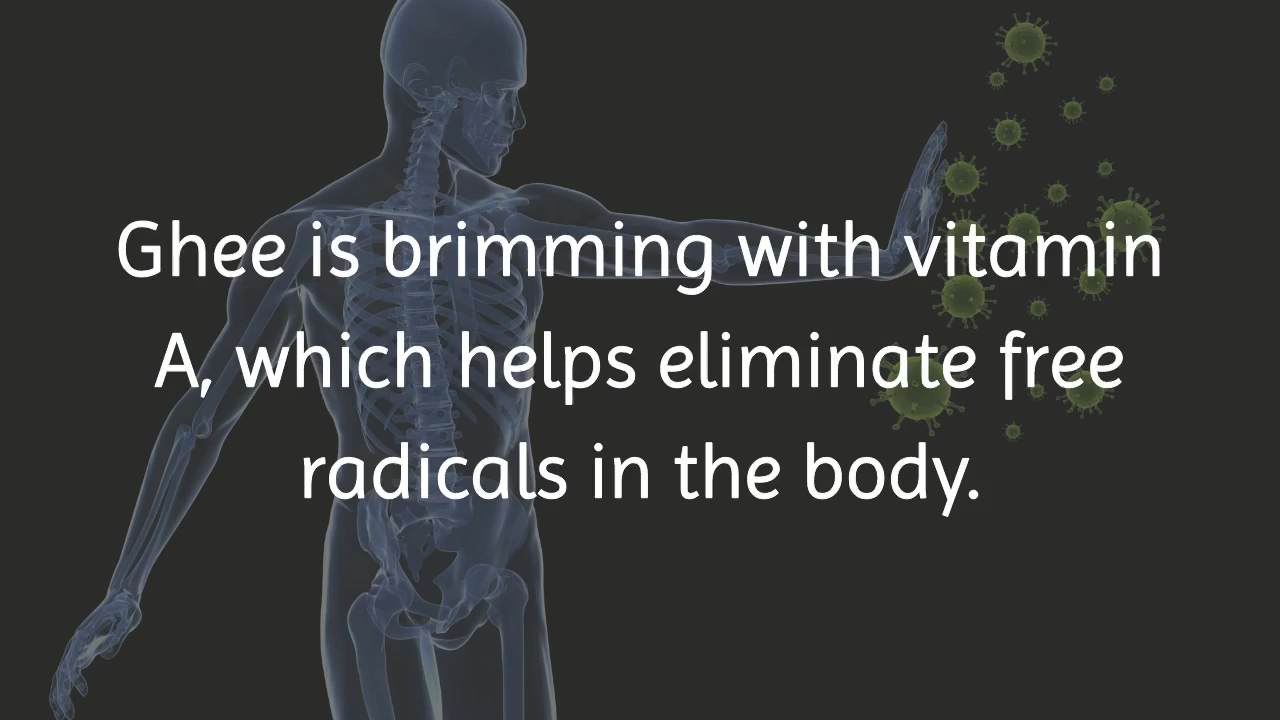 Ghee is brimming with vitamin
A, which helps eliminate free
radicals in the body.